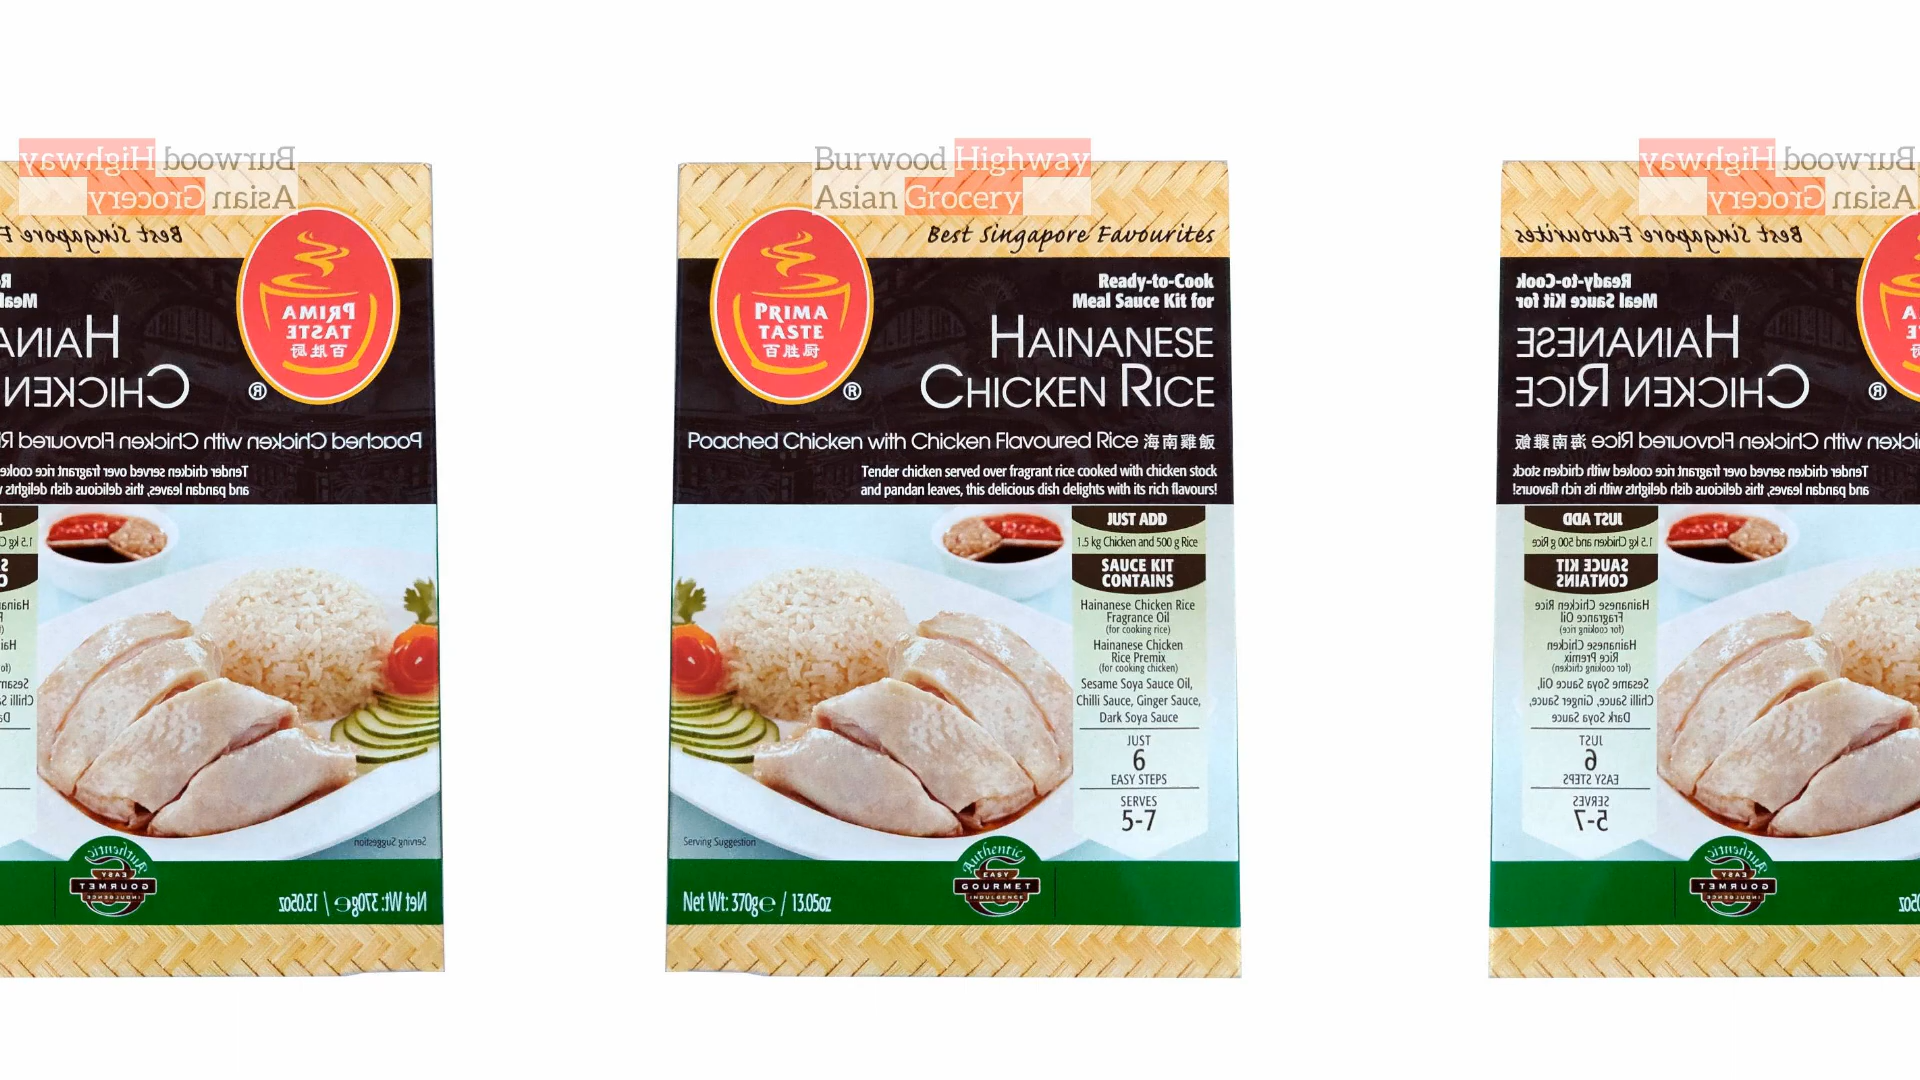 Burwood Highway
Asian Grocery
Best Singapore Favourites
PRIMA
TASTE
百胜厨
®
Ready-to-Cook
Meal Sauce Kit for
HAINANESE
CHICKEN RICE
Poached Chicken with Chicken Flavoured Rice 海南雞飯
Tender chicken served over fragrant rice cooked with chicken stock
and pandan leaves, this delicious dish delights with its rich flavours!
JUST ADD
1.5 kg Chicken and 500 g Rice
SAUCE KIT
CONTAINS
Hainanese Chicken Rice
Fragrance Oil
(for cooking rice)
Hainanese Chicken
Rice Premix
(for cooking chicken)
Sesame Soya Sauce Oil,
Chilli Sauce, Ginger Sauce,
Dark Soya Sauce
JUST
6
EASY STEPS
SERVES
5-7
Serving Suggestion
Authentic
EASY
GOURMET
INDULGENCE
Net Wt: 370g℮ / 13.05oz